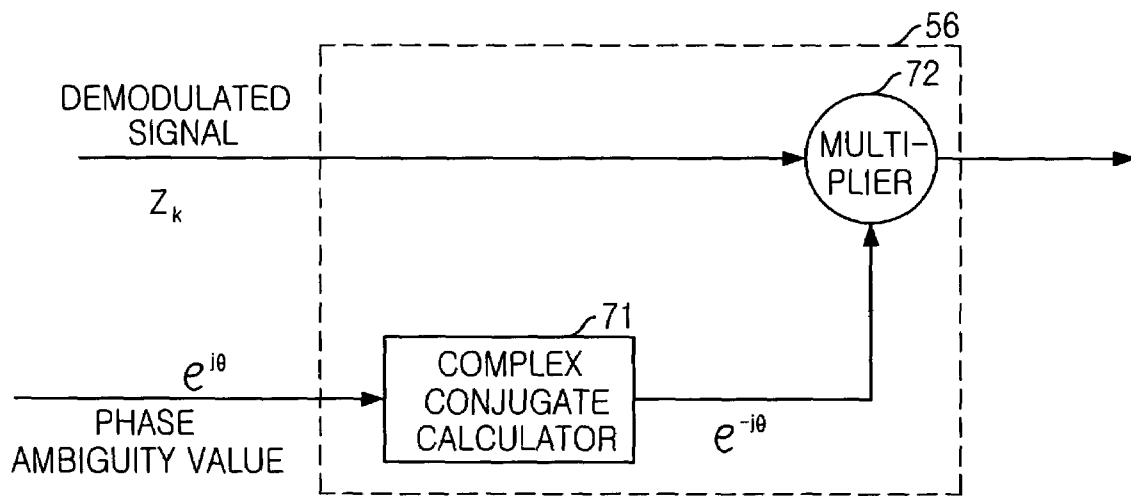 56
72
DEMODULATED
SIGNAL
Z_k
MULTI-
PLIER
71
e^{jθ}
PHASE
AMBIGUITY VALUE
COMPLEX
CONJUGATE
CALCULATOR
e^{-jθ}